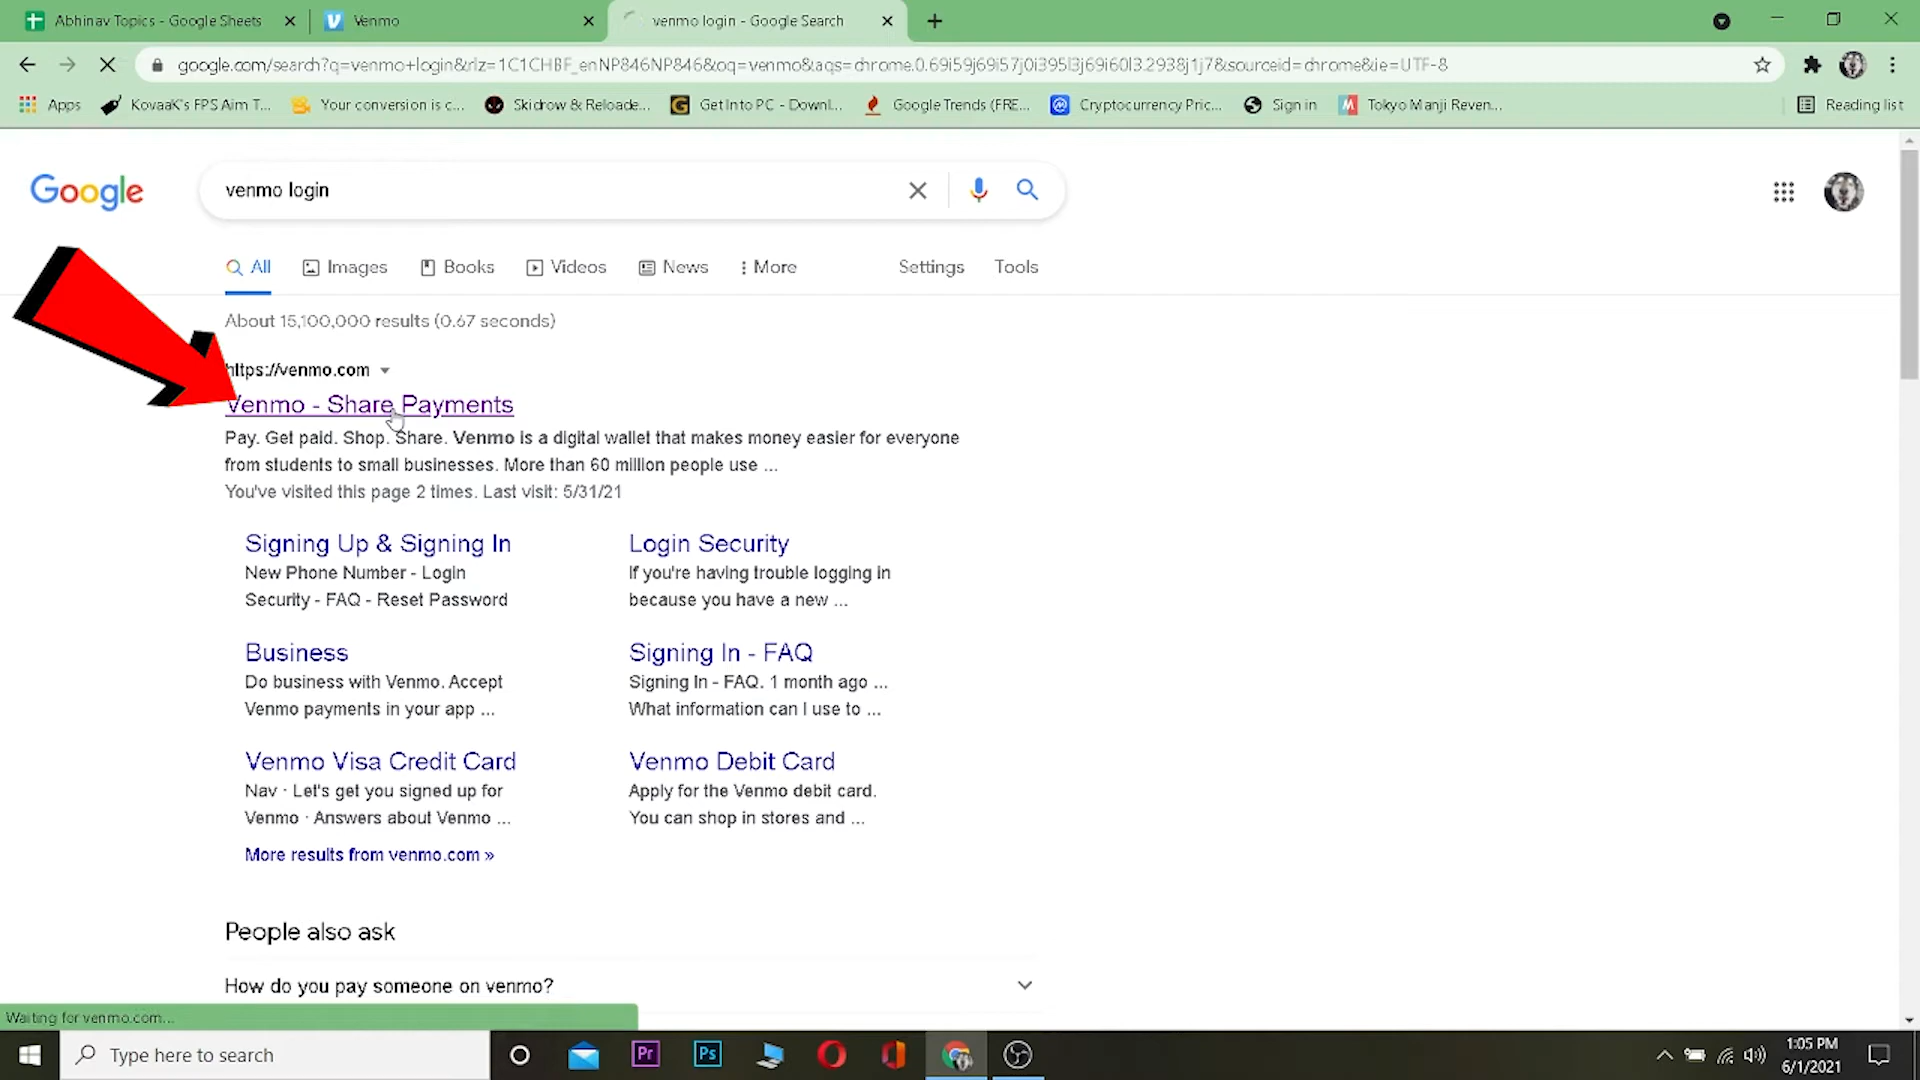 Abhinav Topics - Google Sheets
Venmo
venmo login - Google Search
google.com/search?q=venmo+login&rlz=1C1CHBF_enNP846NP846&oq=venmo&aqs=chrome.0.69i59j69i57j0i395l3j69i60l3.2938j1j7&sourceid=chrome&ie=UTF-8
Apps
KovaaK's FPS Aim T...
Your conversion is c...
Skidrow & Reloade...
Get Into PC - Downl...
Google Trends (FRE...
Cryptocurrency Pric...
Sign in
Tokyo Manji Reven...
Reading list
Google
venmo login
All
Images
Books
Videos
News
More
Settings
Tools
About 15,100,000 results (0.67 seconds)
https://venmo.com
Venmo - Share Payments
Pay. Get paid. Shop. Share. Venmo is a digital wallet that makes money easier for everyone
from students to small businesses. More than 60 million people use ...
You've visited this page 2 times. Last visit: 5/31/21
Signing Up & Signing In
New Phone Number - Login
Security - FAQ - Reset Password
Login Security
If you're having trouble logging in
because you have a new ...
Business
Do business with Venmo. Accept
Venmo payments in your app ...
Signing In - FAQ
Signing In - FAQ. 1 month ago ...
What information can I use to ...
Venmo Visa Credit Card
Nav · Let's get you signed up for
Venmo · Answers about Venmo ...
Venmo Debit Card
Apply for the Venmo debit card.
You can shop in stores and ...
More results from venmo.com »
People also ask
How do you pay someone on venmo?
Waiting for venmo.com...
Type here to search
Pr
Ps
1:05 PM
6/1/2021